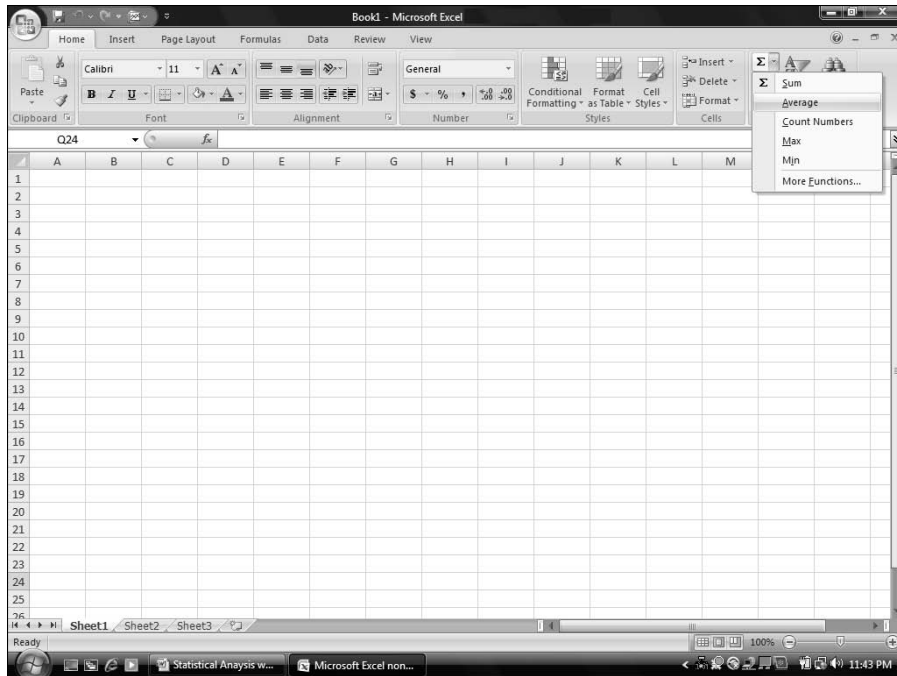 Book1 - Microsoft Excel
Home Insert Page Layout Formulas Data Review View
Calibri 11 A A General Insert Σ
Paste B I U A $ % , .00 .00 Conditional Formatting Format as Table Cell Styles Delete Format
Clipboard Font Alignment Number Styles Cells
Σ Sum
Average
Count Numbers
Max
Min
More Functions...
Q24 fx
A B C D E F G H I J K L M
1
2
3
4
5
6
7
8
9
10
11
12
13
14
15
16
17
18
19
20
21
22
23
24
25
26
Sheet1 Sheet2 Sheet3
Ready 100%
Statistical Anaysis w... Microsoft Excel non... 11:43 PM